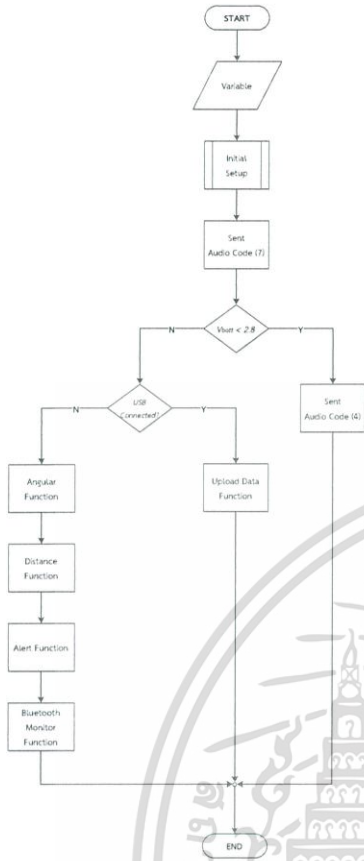 START
Variable
Initial
Setup
Sent
Audio Code (7)
Vbatt < 2.8
N
Y
USB
Connected?
N
Y
Sent
Audio Code (4)
Angular
Function
Upload Data
Function
Distance
Function
Alert Function
Bluetooth
Monitor
Function
END